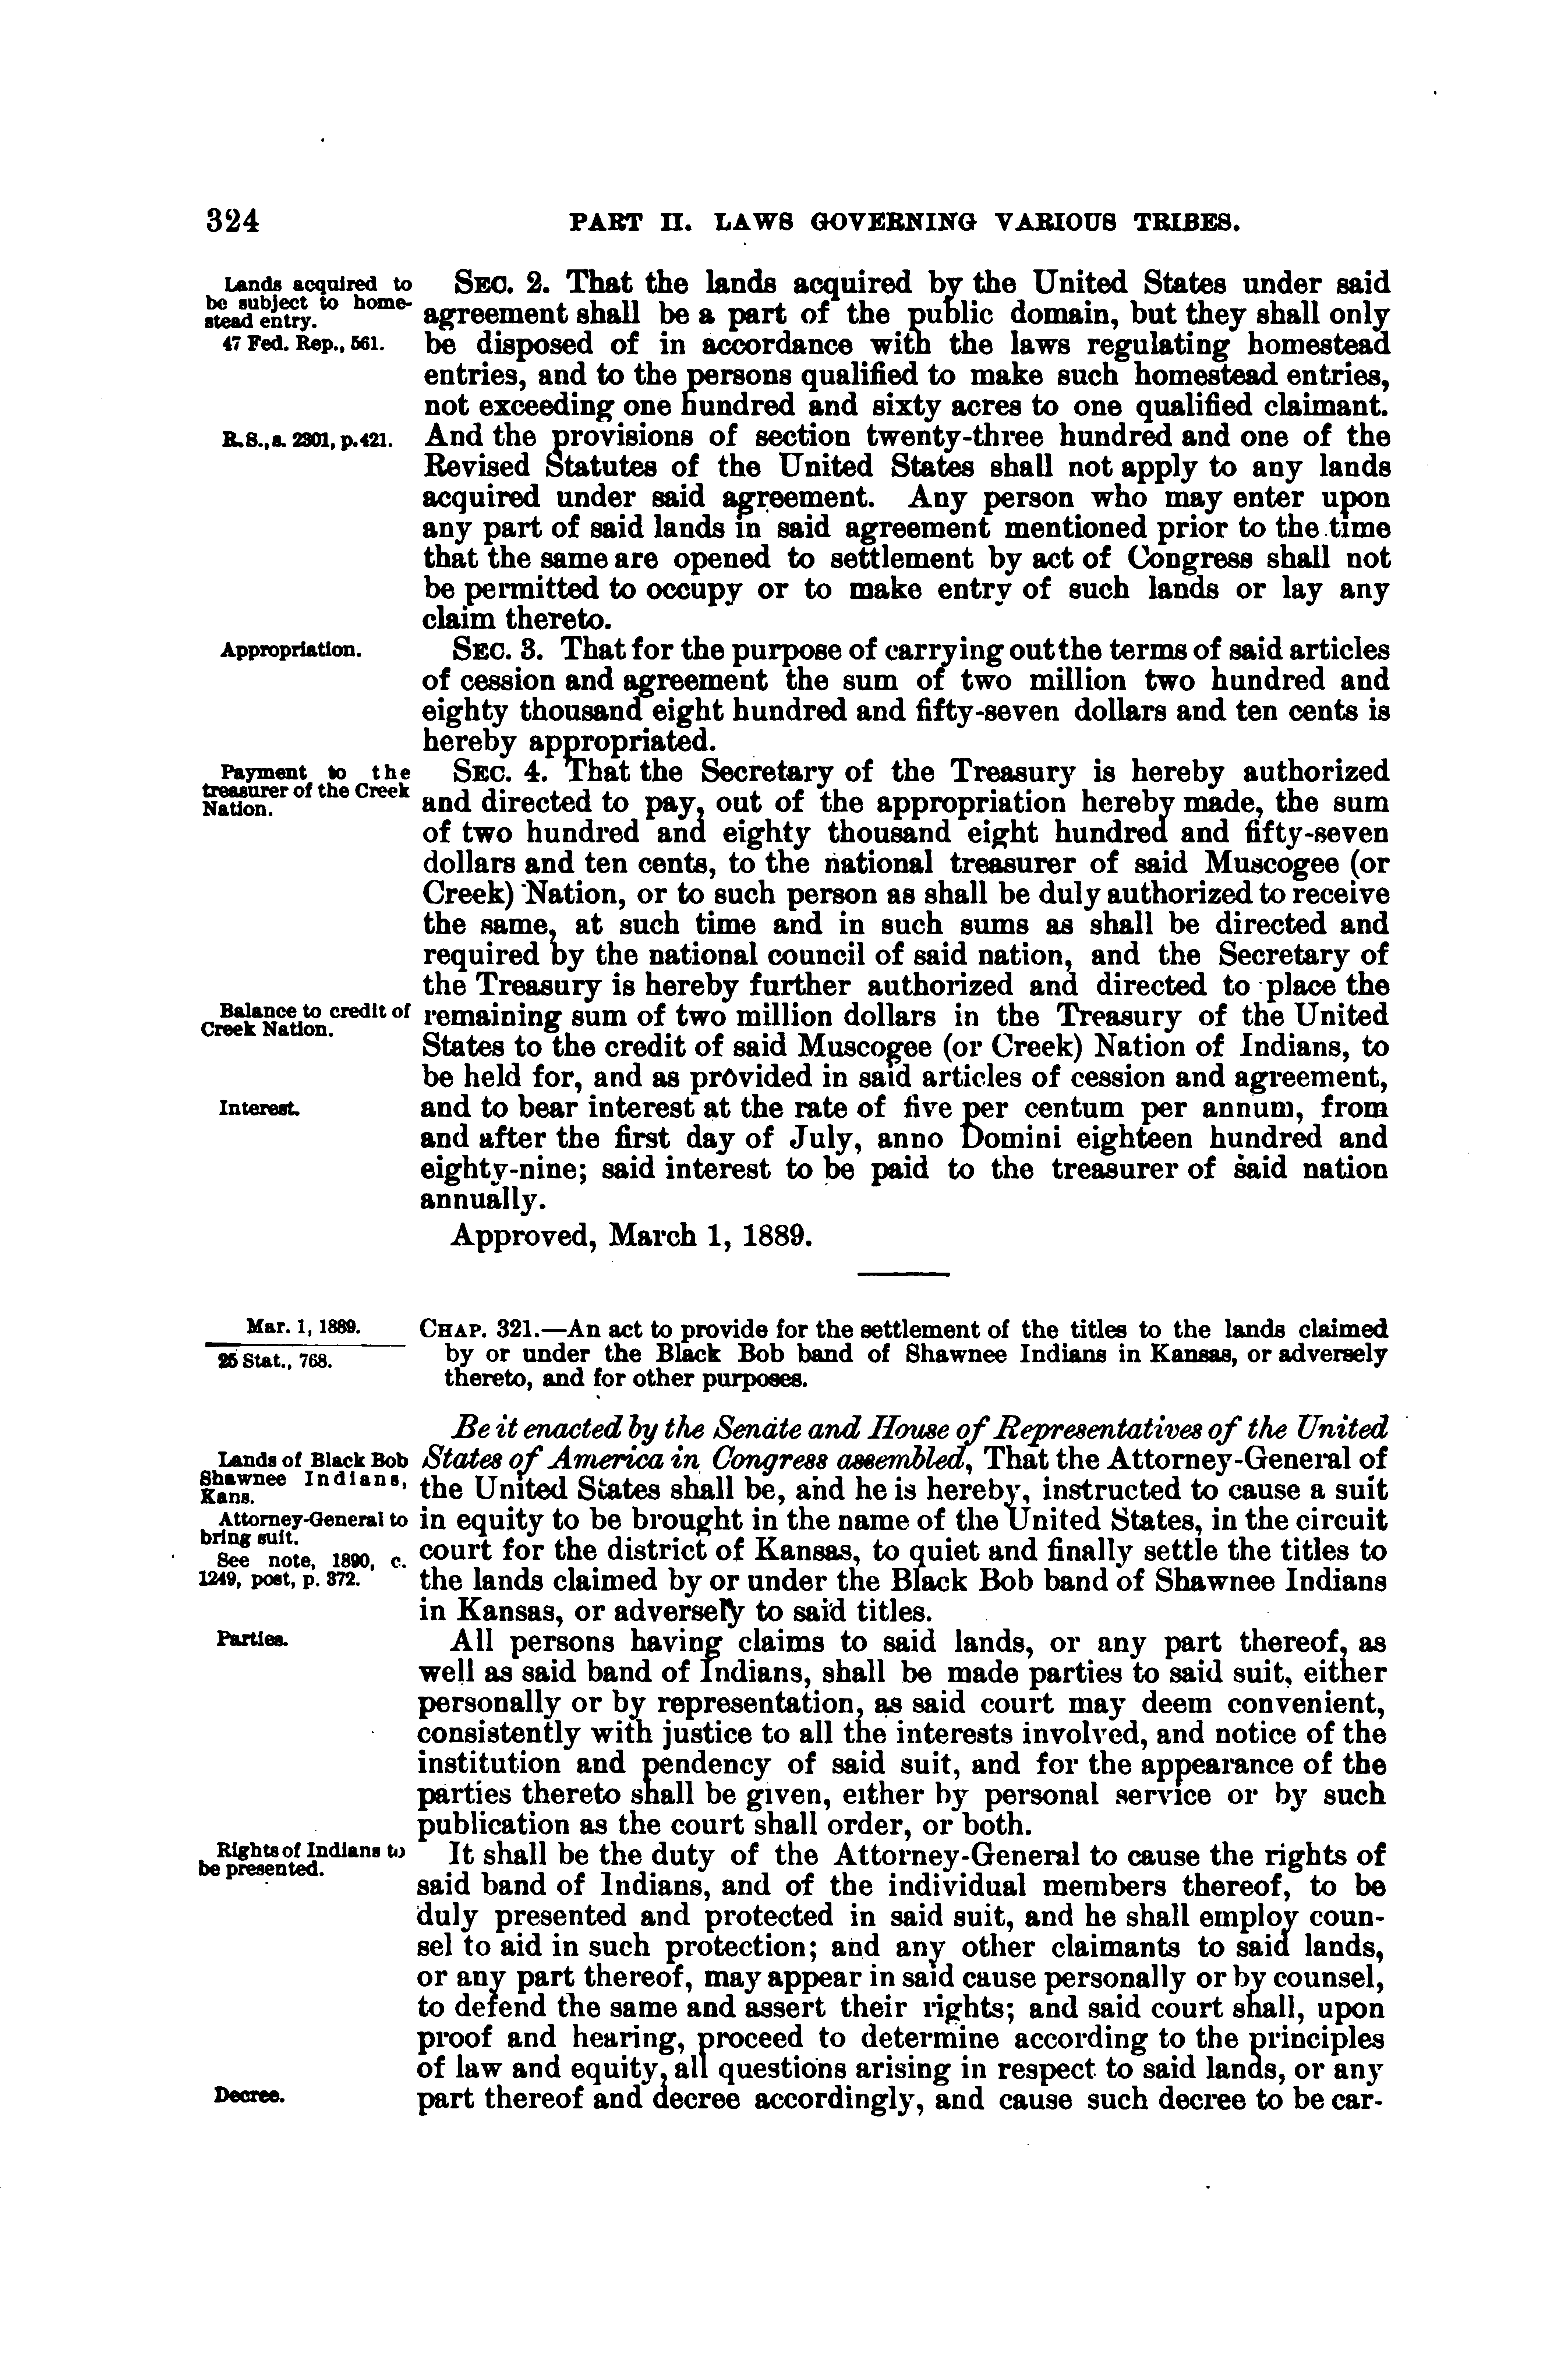 324
PART II. LAWS GOVERNING VARIOUS TRIBES.
Lands acquired to
be subject to home-
stead entry.
47 Fed. Rep., 561.
SEC. 2. That the lands acquired by the United States under said
agreement shall be a part of the public domain, but they shall only
be disposed of in accordance with the laws regulating homestead
entries, and to the persons qualified to make such homestead entries,
not exceeding one hundred and sixty acres to one qualified claimant.
R. S., s. 2301, p. 421.
And the provisions of section twenty-three hundred and one of the
Revised Statutes of the United States shall not apply to any lands
acquired under said agreement. Any person who may enter upon
any part of said lands in said agreement mentioned prior to the time
that the same are opened to settlement by act of Congress shall not
be permitted to occupy or to make entry of such lands or lay any
claim thereto.
Appropriation.
SEC. 3. That for the purpose of carrying out the terms of said articles
of cession and agreement the sum of two million two hundred and
eighty thousand eight hundred and fifty-seven dollars and ten cents is
hereby appropriated.
Payment to the
treasurer of the Creek
Nation.
SEC. 4. That the Secretary of the Treasury is hereby authorized
and directed to pay, out of the appropriation hereby made, the sum
of two hundred and eighty thousand eight hundred and fifty-seven
dollars and ten cents, to the national treasurer of said Muscogee (or
Creek) Nation, or to such person as shall be duly authorized to receive
the same, at such time and in such sums as shall be directed and
required by the national council of said nation, and the Secretary of
the Treasury is hereby further authorized and directed to place the
Balance to credit of
Creek Nation.
remaining sum of two million dollars in the Treasury of the United
States to the credit of said Muscogee (or Creek) Nation of Indians, to
be held for, and as provided in said articles of cession and agreement,
Interest.
and to bear interest at the rate of five per centum per annum, from
and after the first day of July, anno Domini eighteen hundred and
eighty-nine; said interest to be paid to the treasurer of said nation
annually.
Approved, March 1, 1889.
Mar. 1, 1889.
25 Stat., 768.
CHAP. 321.—An act to provide for the settlement of the titles to the lands claimed
by or under the Black Bob band of Shawnee Indians in Kansas, or adversely
thereto, and for other purposes.
Be it enacted by the Senate and House of Representatives of the United
Lands of Black Bob
Shawnee Indians,
Kans.
Attorney-General to
bring suit.
See note, 1890, c.
1249, post, p. 372.
States of America in Congress assembled, That the Attorney-General of
the United States shall be, and he is hereby, instructed to cause a suit
in equity to be brought in the name of the United States, in the circuit
court for the district of Kansas, to quiet and finally settle the titles to
the lands claimed by or under the Black Bob band of Shawnee Indians
in Kansas, or adversely to said titles.
Parties.
All persons having claims to said lands, or any part thereof, as
well as said band of Indians, shall be made parties to said suit, either
personally or by representation, as said court may deem convenient,
consistently with justice to all the interests involved, and notice of the
institution and pendency of said suit, and for the appearance of the
parties thereto shall be given, either by personal service or by such
publication as the court shall order, or both.
Rights of Indians to
be presented.
It shall be the duty of the Attorney-General to cause the rights of
said band of Indians, and of the individual members thereof, to be
duly presented and protected in said suit, and he shall employ coun-
sel to aid in such protection; and any other claimants to said lands,
or any part thereof, may appear in said cause personally or by counsel,
to defend the same and assert their rights; and said court shall, upon
proof and hearing, proceed to determine according to the principles
of law and equity, all questions arising in respect to said lands, or any
Decree.
part thereof and decree accordingly, and cause such decree to be car-